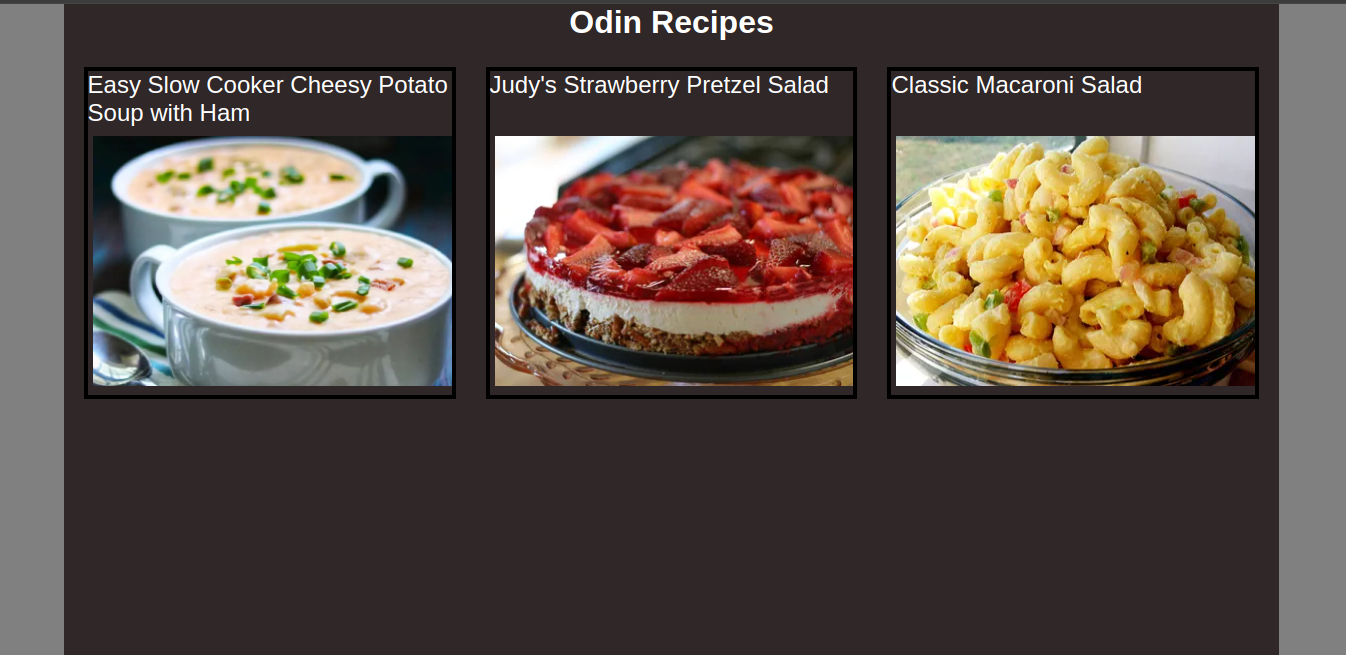 Odin Recipes
Easy Slow Cooker Cheesy Potato
Soup with Ham
Judy's Strawberry Pretzel Salad
Classic Macaroni Salad